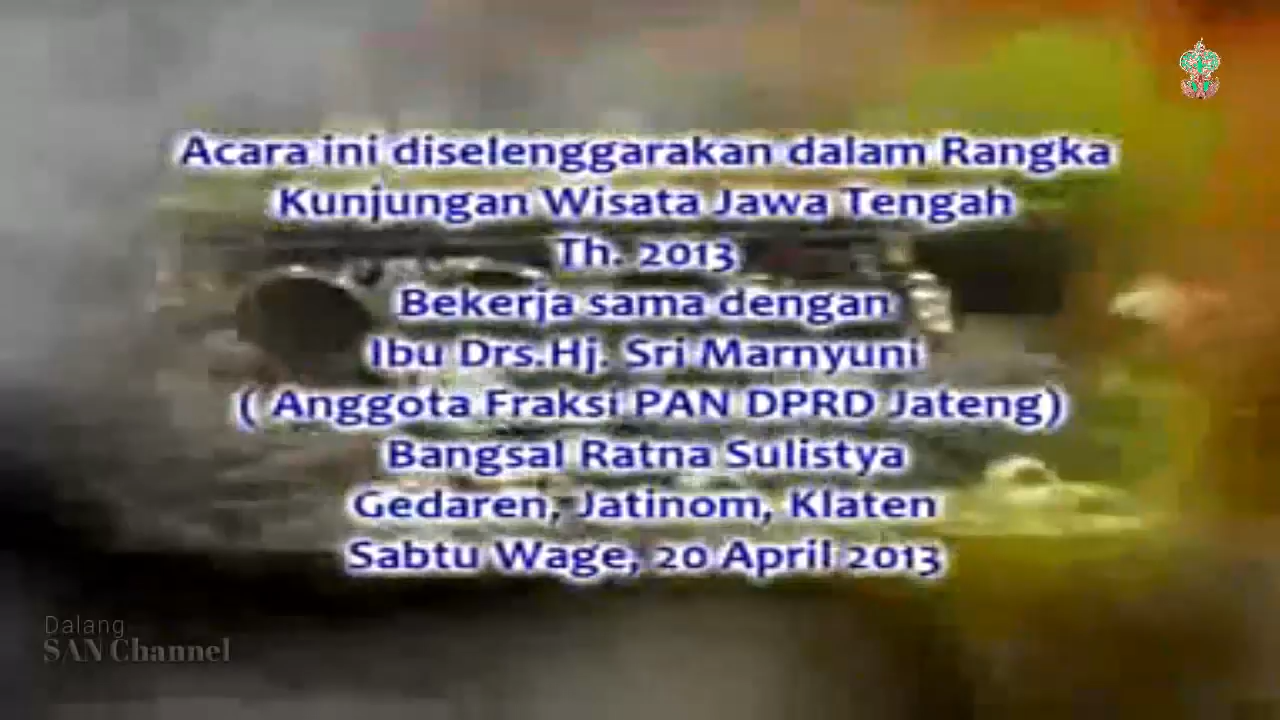 Acara ini diselenggarakan dalam Rangka
Kunjungan Wisata Jawa Tengah
Th. 2013
Bekerja sama dengan
Ibu Drs.Hj. Sri Marnyuni
( Anggota Fraksi PAN DPRD Jateng)
Bangsal Ratna Sulistya
Gedaren, Jatinom, Klaten
Sabtu Wage, 20 April 2013
Dalang
SAN Channel